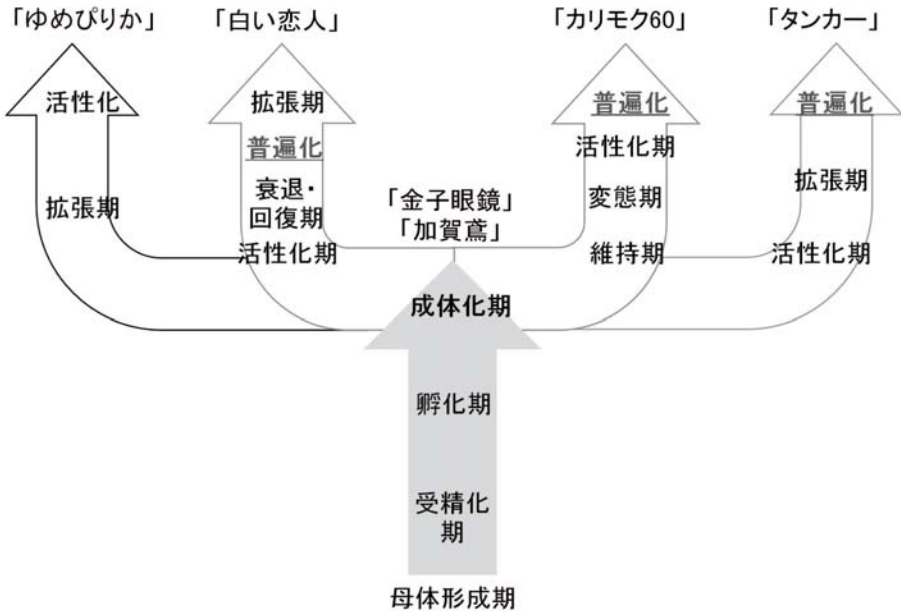 「ゆめぴりか」
「白い恋人」
「カリモク60」
「タンカー」
活性化
拡張期
普遍化
普遍化
普遍化
活性化期
拡張期
衰退・
回復期
「金子眼鏡」
「加賀鳶」
変態期
拡張期
活性化期
維持期
活性化期
成体化期
孵化期
受精化
期
母体形成期